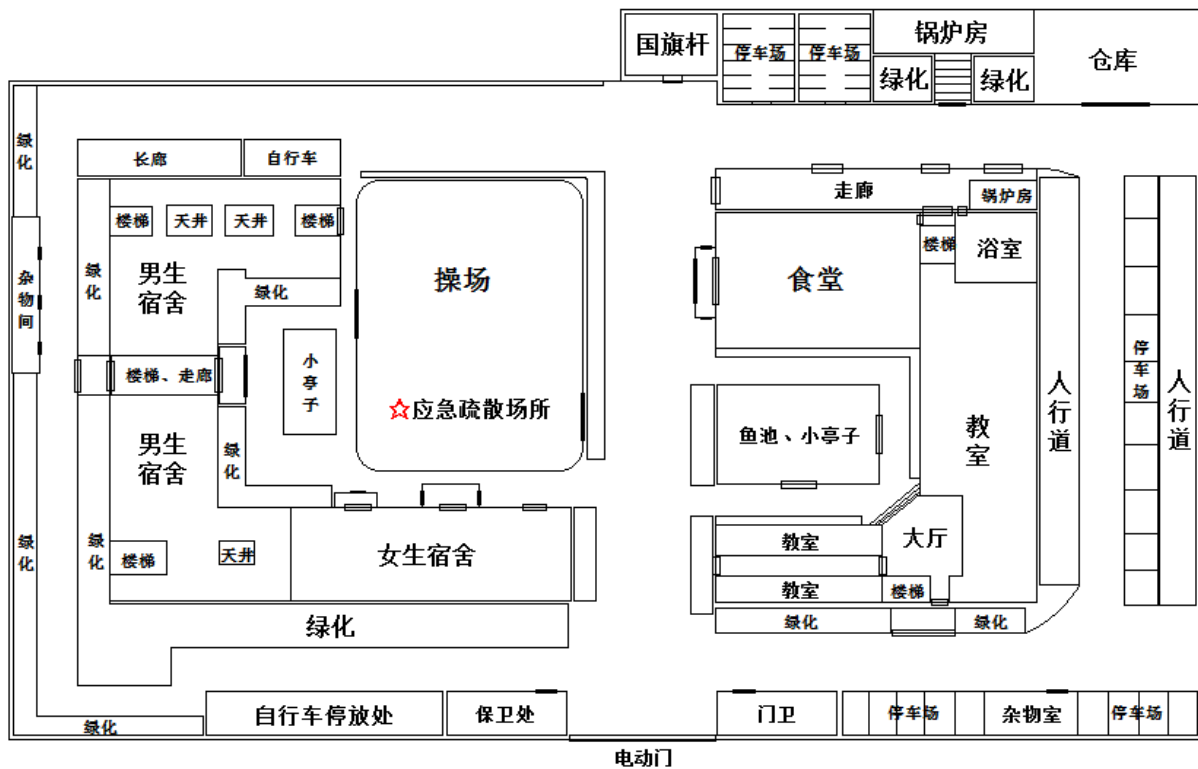 国旗杆
停车场
停车场
锅炉房
绿化
绿化
仓库
绿化
长廊
自行车
楼梯
天井
天井
楼梯
男生
宿舍
绿化
绿化
杂物间
操场
走廊
锅炉房
楼梯
浴室
食堂
小亭子
楼梯、走廊
☆应急疏散场所
鱼池、小亭子
教室
人行道
停车场
人行道
男生
宿舍
绿化
绿化
绿化
楼梯
天井
女生宿舍
教室
大厅
教室
楼梯
绿化
绿化
绿化
绿化
自行车停放处
保卫处
门卫
停车场
杂物室
停车场
电动门